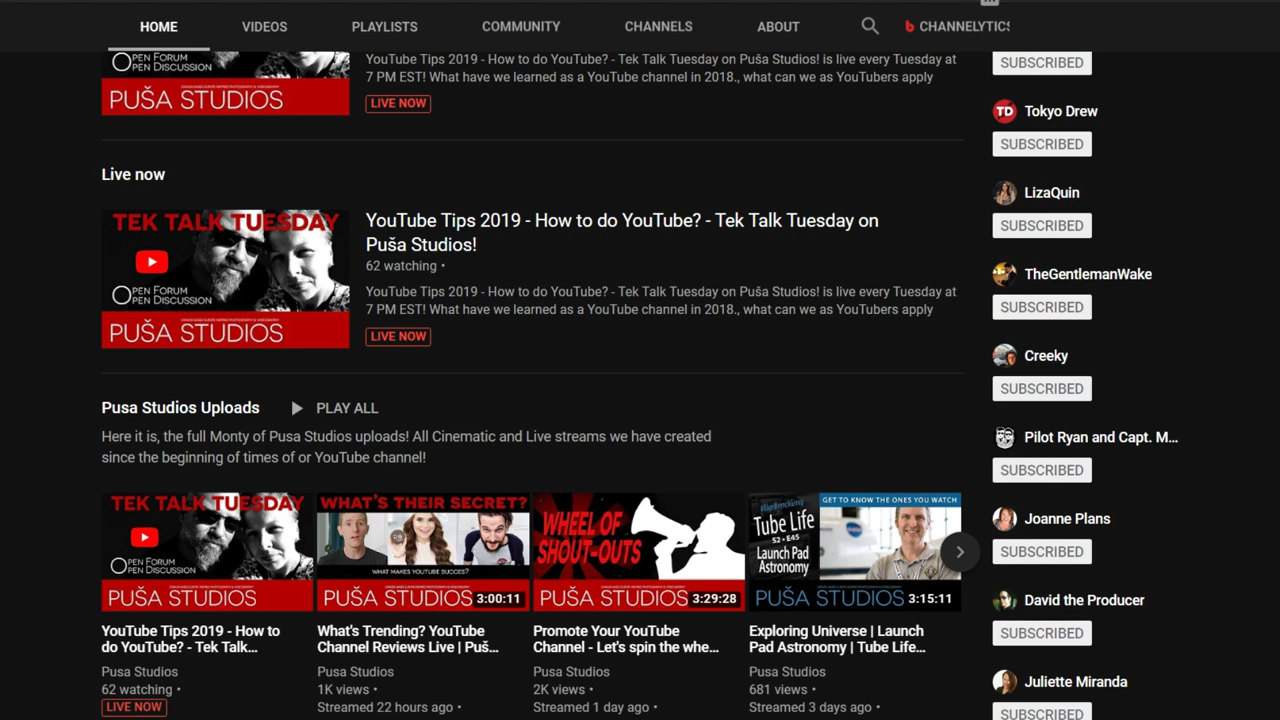 HOME
VIDEOS
PLAYLISTS
COMMUNITY
CHANNELS
ABOUT
CHANNELYTICS
OPEN FORUM
OPEN DISCUSSION
PUŠA STUDIOS
YouTube Tips 2019 - How to do YouTube? - Tek Talk Tuesday on Puša Studios! is live every Tuesday at
7 PM EST! What have we learned as a YouTube channel in 2018., what can we as YouTubers apply
LIVE NOW
Live now
TEK TALK TUESDAY
OPEN FORUM
OPEN DISCUSSION
PUŠA STUDIOS
YouTube Tips 2019 - How to do YouTube? - Tek Talk Tuesday on
Puša Studios!
62 watching •
YouTube Tips 2019 - How to do YouTube? - Tek Talk Tuesday on Puša Studios! is live every Tuesday at
7 PM EST! What have we learned as a YouTube channel in 2018., what can we as YouTubers apply
LIVE NOW
Pusa Studios Uploads
PLAY ALL
Here it is, the full Monty of Pusa Studios uploads! All Cinematic and Live streams we have created
since the beginning of times of or YouTube channel!
TEK TALK TUESDAY
OPEN FORUM
OPEN DISCUSSION
PUŠA STUDIOS
YouTube Tips 2019 - How to
do YouTube? - Tek Talk...
Pusa Studios
62 watching •
LIVE NOW
WHAT'S THEIR SECRET?
WHAT MAKES YOUTUBE SUCCES?
PUŠA STUDIOS
3:00:11
What's Trending? YouTube
Channel Reviews Live | Puš...
Pusa Studios
1K views •
Streamed 22 hours ago •
WHEEL OF
SHOUT-OUTS
PUŠA STUDIOS
3:29:28
Promote Your YouTube
Channel - Let's spin the whe...
Pusa Studios
2K views •
Streamed 1 day ago •
GET TO KNOW THE ONES YOU WATCH
Tube Life
S2 • E45
Launch Pad
Astronomy
PUŠA STUDIOS
3:15:11
Exploring Universe | Launch
Pad Astronomy | Tube Life...
Pusa Studios
681 views •
Streamed 3 days ago •
SUBSCRIBED
TD
Tokyo Drew
SUBSCRIBED
LizaQuin
SUBSCRIBED
TheGentlemanWake
SUBSCRIBED
Creeky
SUBSCRIBED
Pilot Ryan and Capt. M...
SUBSCRIBED
Joanne Plans
SUBSCRIBED
David the Producer
SUBSCRIBED
Juliette Miranda
SUBSCRIBED